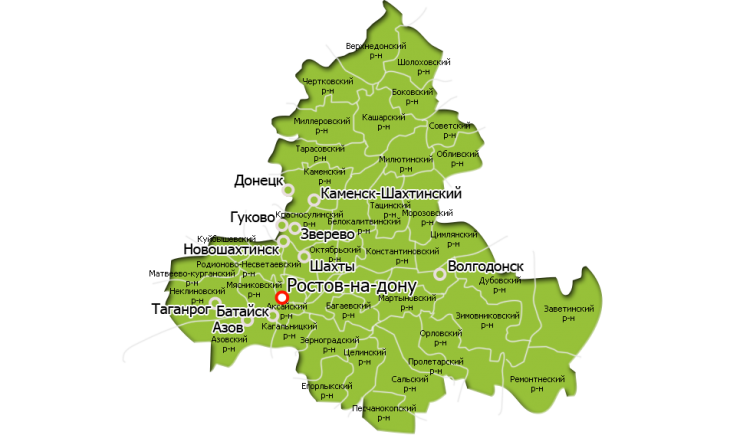 Верхнедонский
р-н
Шолоховский
р-н
Чертковский
р-н
Боковский
р-н
Миллеровский
р-н
Кашарский
р-н
Советский
р-н
Тарасовский
р-н
Милютинский
р-н
Обливский
р-н
Каменский
р-н
Донецк
Каменск-Шахтинский
Тацинский
р-н
Морозовский
р-н
Гуково
Красносулинский
р-н
Белокалитвинский
р-н
Зверево
Цимлянский
р-н
Куйбышевский
Новошахтинск
Октябрьский
р-н
Константиновский
р-н
Родионово-Несветаевский
р-н
Шахты
Волгодонск
Матвеево-курганский
р-н
Мясниковский
р-н
Дубовский
р-н
Ростов-на-дону
Неклиновский
р-н
Мартыновский
р-н
Таганрог
Батайск
Аксайский
р-н
Багаевский
р-н
Зимовниковский
р-н
Заветинский
р-н
Азов
Кагальницкий
р-н
Орловский
р-н
Азовский
р-н
Зерноградский
р-н
Целинский
р-н
Пролетарский
р-н
Егорлыкский
р-н
Сальский
р-н
Ремонтнеский
р-н
Песчанокопский
р-н